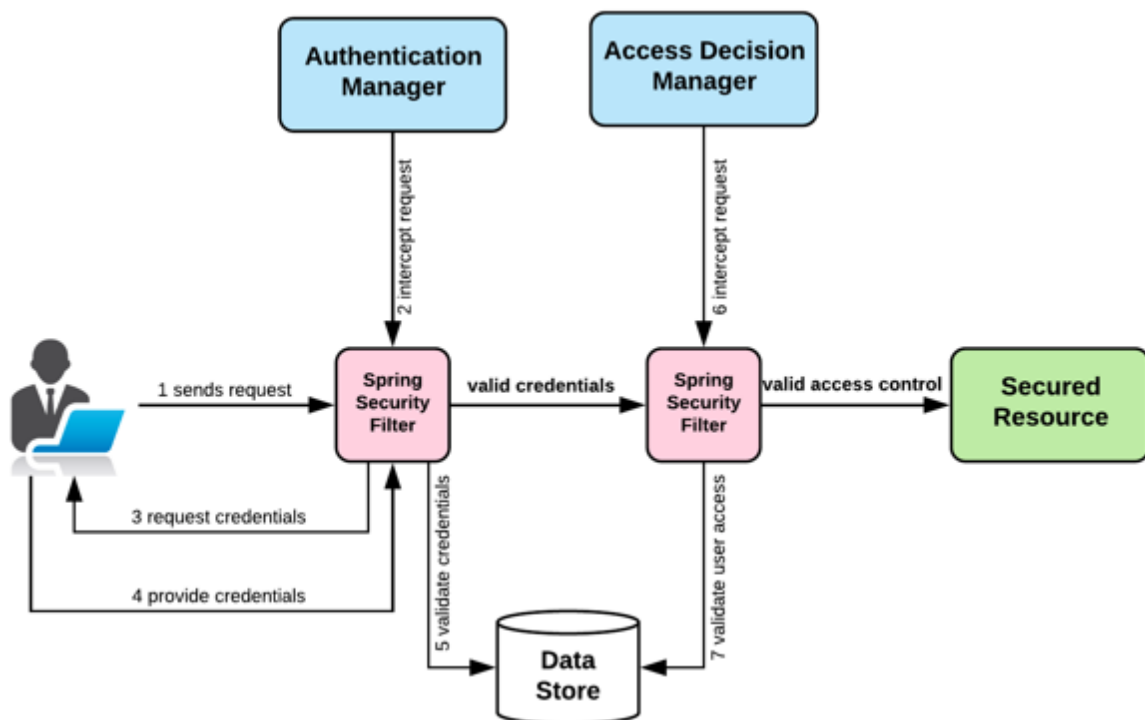 Authentication
Manager
Access Decision
Manager
2 intercept request
6 intercept request
1 sends request
Spring
Security
Filter
valid credentials
Spring
Security
Filter
valid access control
Secured
Resource
3 request credentials
4 provide credentials
5 validate credentials
7 validate user access
Data
Store